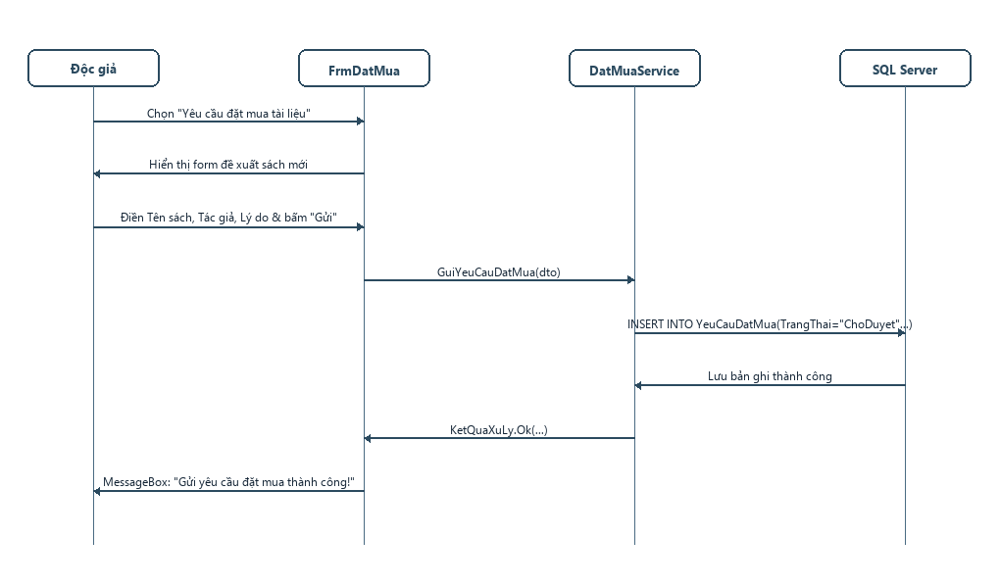 Độc giả
FrmDatMua
DatMuaService
SQL Server
Chọn "Yêu cầu đặt mua tài liệu"
Hiển thị form đề xuất sách mới
Điền Tên sách, Tác giả, Lý do & bấm "Gửi"
GuiYeuCauDatMua(dto)
INSERT INTO YeuCauDatMua(TrangThai="ChoDuyet"...)
Lưu bản ghi thành công
KetQuaXuLy.Ok(...)
MessageBox: "Gửi yêu cầu đặt mua thành công!"